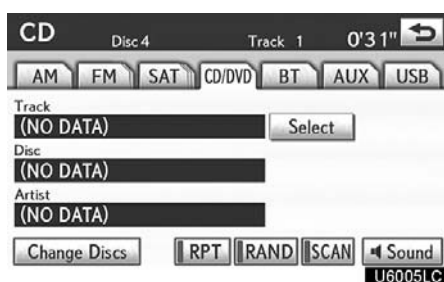 CD Disc 4 Track 1 0'31"
AM FM SAT CD/DVD BT AUX USB
Track
(NO DATA) Select
Disc
(NO DATA)
Artist
(NO DATA)
Change Discs RPT RAND SCAN Sound
U6005LC